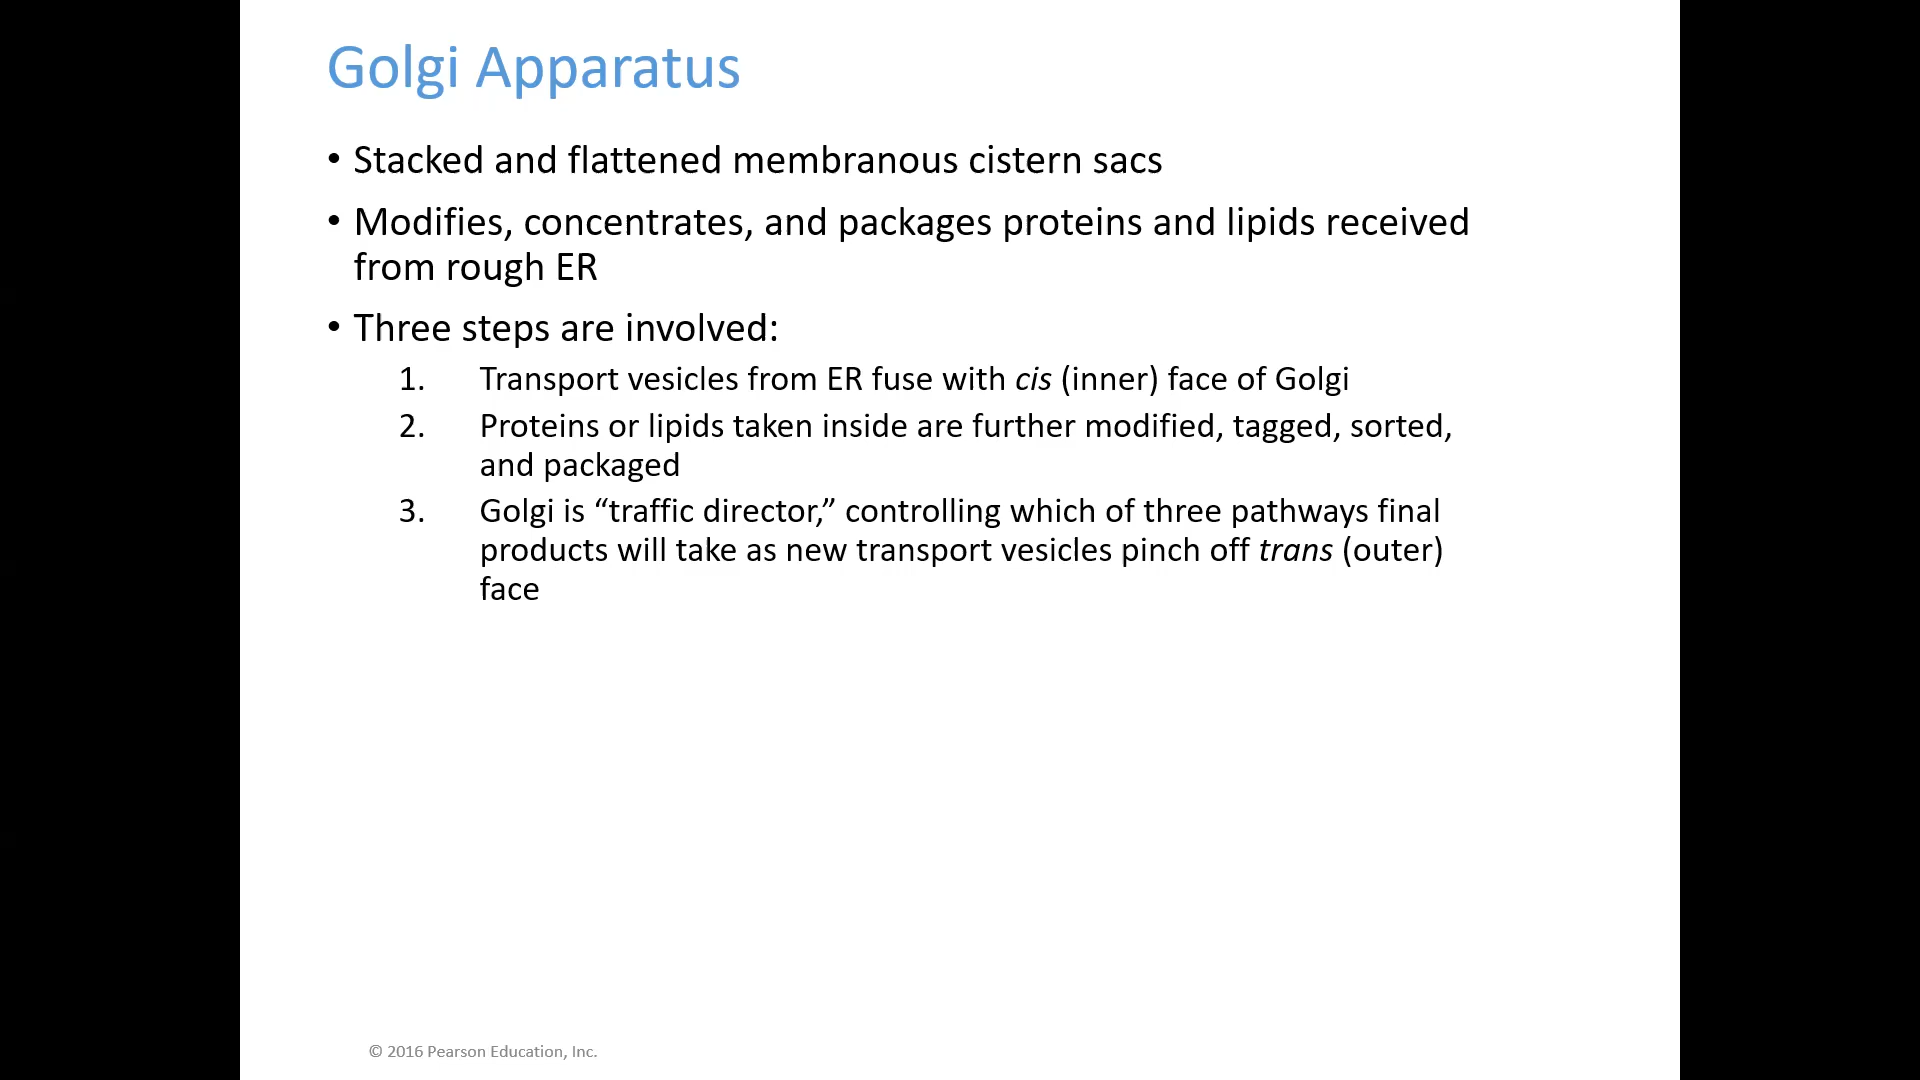 Golgi Apparatus
• Stacked and flattened membranous cistern sacs
• Modifies, concentrates, and packages proteins and lipids received
from rough ER
• Three steps are involved:
1. Transport vesicles from ER fuse with cis (inner) face of Golgi
2. Proteins or lipids taken inside are further modified, tagged, sorted,
and packaged
3. Golgi is “traffic director,” controlling which of three pathways final
products will take as new transport vesicles pinch off trans (outer)
face
© 2016 Pearson Education, Inc.